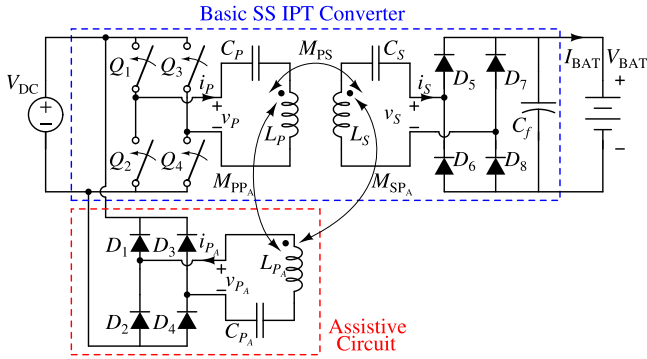 Basic SS IPT Converter
V_DC
Q_1
Q_3
Q_2
Q_4
i_P
+
v_P
−
C_P
M_PS
C_S
L_P
L_S
i_S
+
v_S
−
D_5
D_7
D_6
D_8
C_f
I_BAT
V_BAT
+
−
M_PP_A
M_SP_A
D_1
D_3
D_2
D_4
i_P_A
+
v_P_A
−
L_P_A
C_P_A
Assistive
Circuit